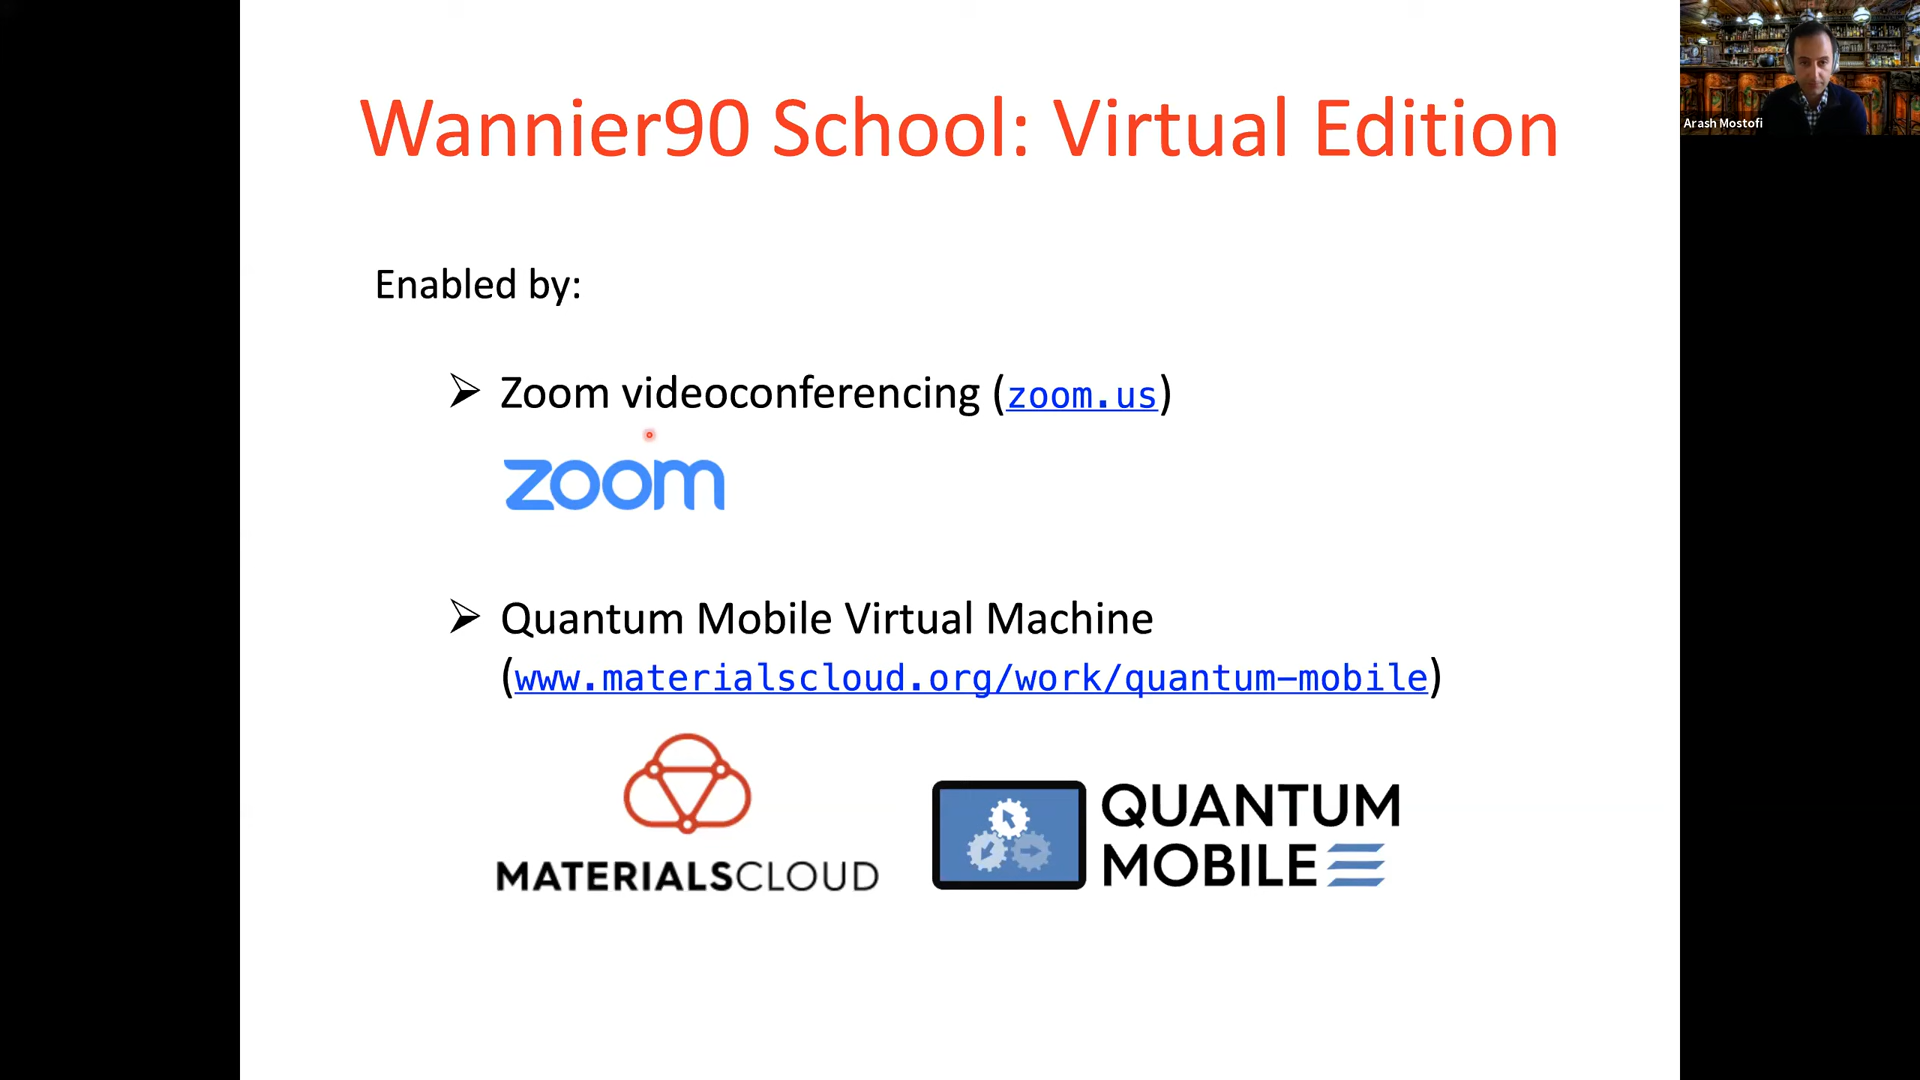 Wannier90 School: Virtual Edition
Arash Mostofi
Enabled by:
Zoom videoconferencing (zoom.us)
zoom
Quantum Mobile Virtual Machine
(www.materialscloud.org/work/quantum-mobile)
MATERIALSCLOUD
QUANTUM
MOBILE